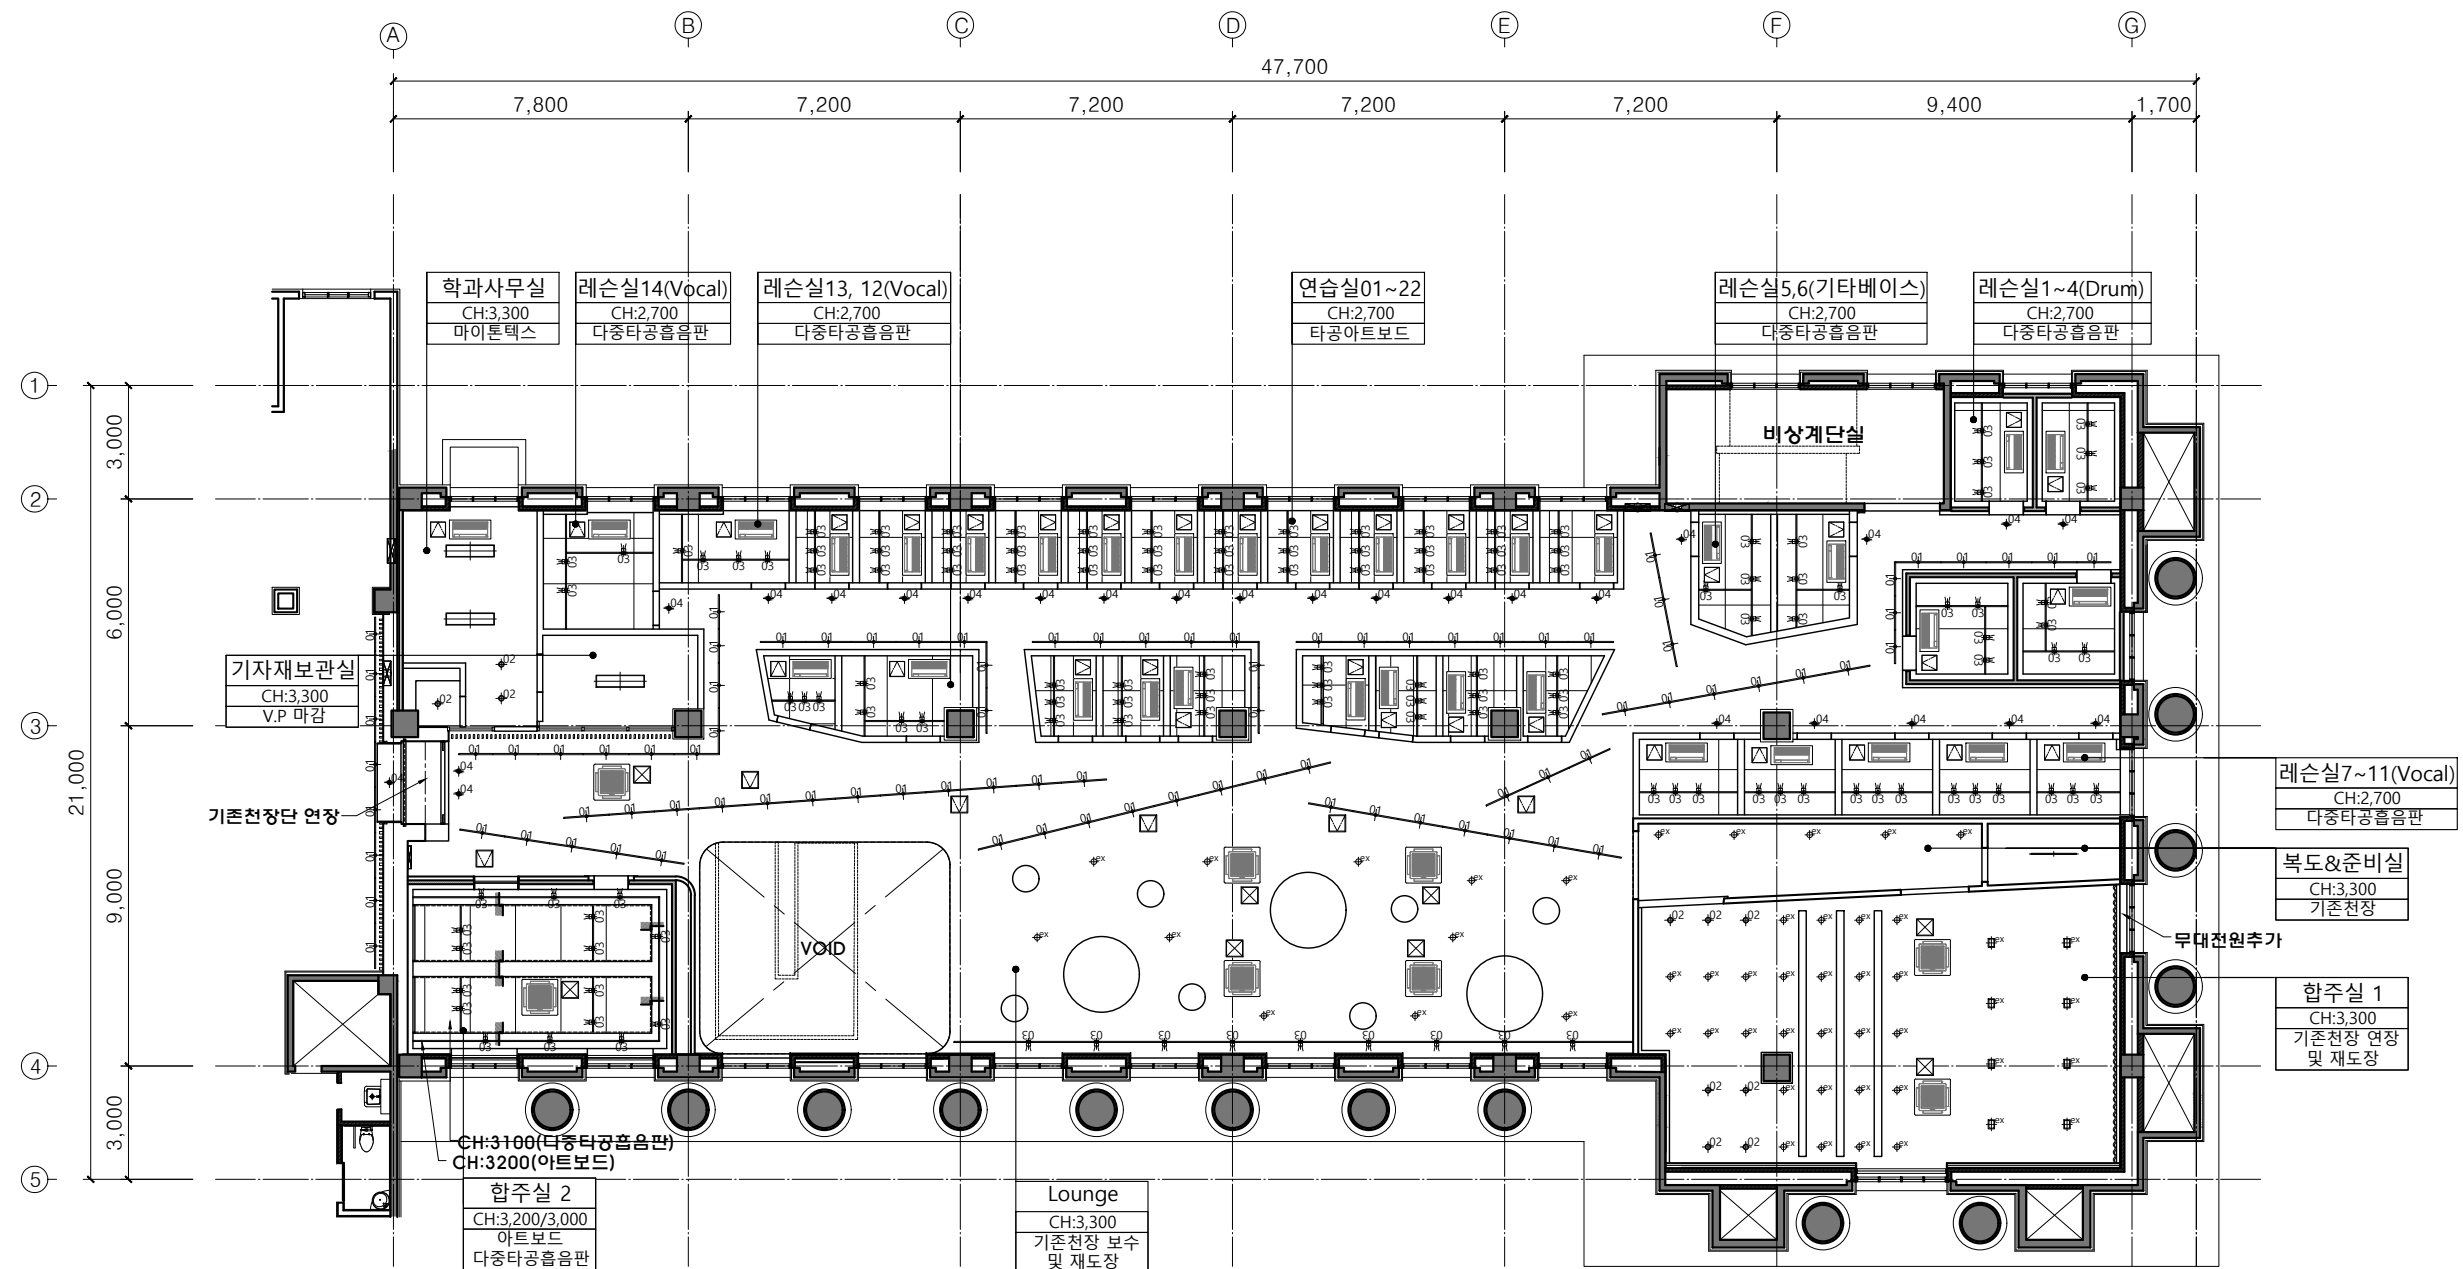 A
B
C
D
E
F
G
47,700
7,800
7,200
7,200
7,200
7,200
9,400
1,700
학과사무실
CH:3,300
마이톤텍스
레슨실14(Vocal)
CH:2,700
다중타공흡음판
레슨실13, 12(Vocal)
CH:2,700
다중타공흡음판
연습실01~22
CH:2,700
타공아트보드
레슨실5,6(기타베이스)
CH:2,700
다중타공흡음판
레슨실1~4(Drum)
CH:2,700
다중타공흡음판
1
2
3
4
5
3,000
6,000
21,000
9,000
3,000
비상계단실
기자재보관실
CH:3,300
V.P 마감
기존천장단 연장
VOID
레슨실7~11(Vocal)
CH:2,700
다중타공흡음판
복도&준비실
CH:3,300
기존천장
무대전원추가
합주실 1
CH:3,300
기존천장 연장
및 재도장
CH:3100(다중타공흡음판)
CH:3200(아트보드)
합주실 2
CH:3,200/3,000
아트보드
다중타공흡음판
Lounge
CH:3,300
기존천장 보수
및 재도장